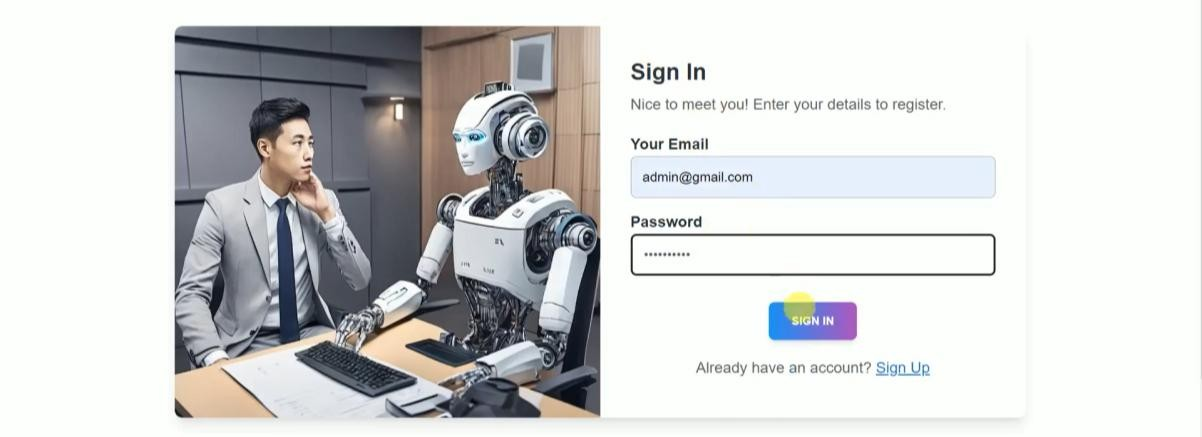 Sign In
Nice to meet you! Enter your details to register.
Your Email
admin@gmail.com
Password
••••••••••
SIGN IN
Already have an account? Sign Up